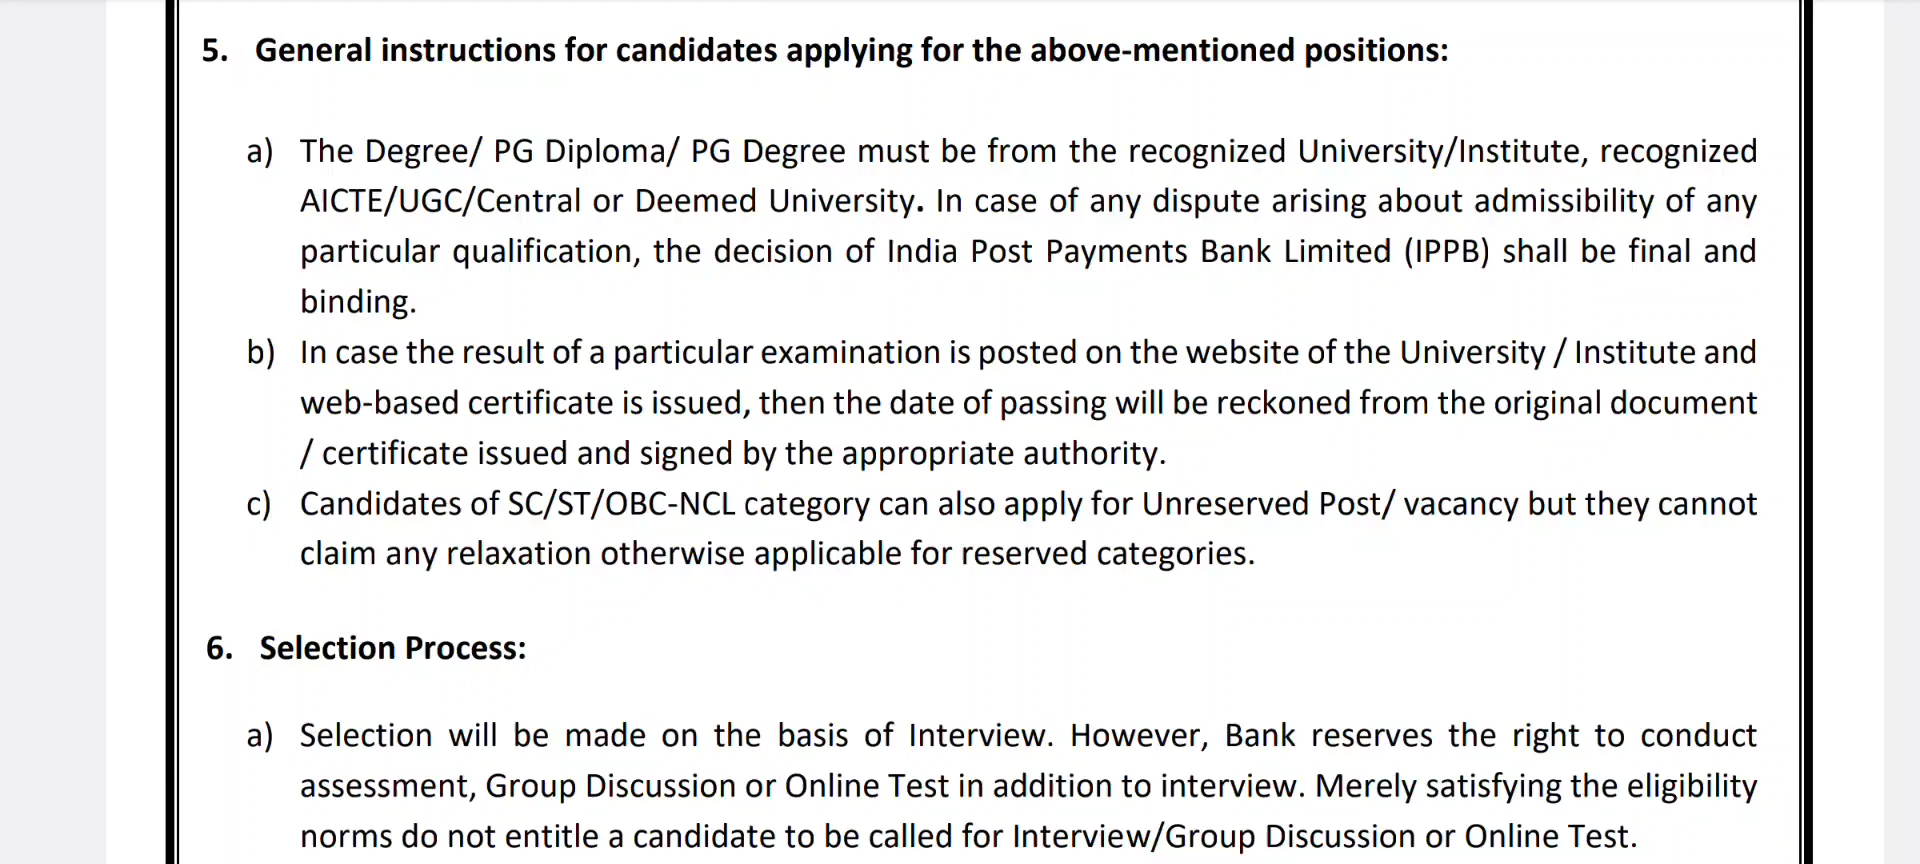 5. General instructions for candidates applying for the above-mentioned positions:
a) The Degree/ PG Diploma/ PG Degree must be from the recognized University/Institute, recognized
AICTE/UGC/Central or Deemed University. In case of any dispute arising about admissibility of any
particular qualification, the decision of India Post Payments Bank Limited (IPPB) shall be final and
binding.
b) In case the result of a particular examination is posted on the website of the University / Institute and
web-based certificate is issued, then the date of passing will be reckoned from the original document
/ certificate issued and signed by the appropriate authority.
c) Candidates of SC/ST/OBC-NCL category can also apply for Unreserved Post/ vacancy but they cannot
claim any relaxation otherwise applicable for reserved categories.
6. Selection Process:
a) Selection will be made on the basis of Interview. However, Bank reserves the right to conduct
assessment, Group Discussion or Online Test in addition to interview. Merely satisfying the eligibility
norms do not entitle a candidate to be called for Interview/Group Discussion or Online Test.